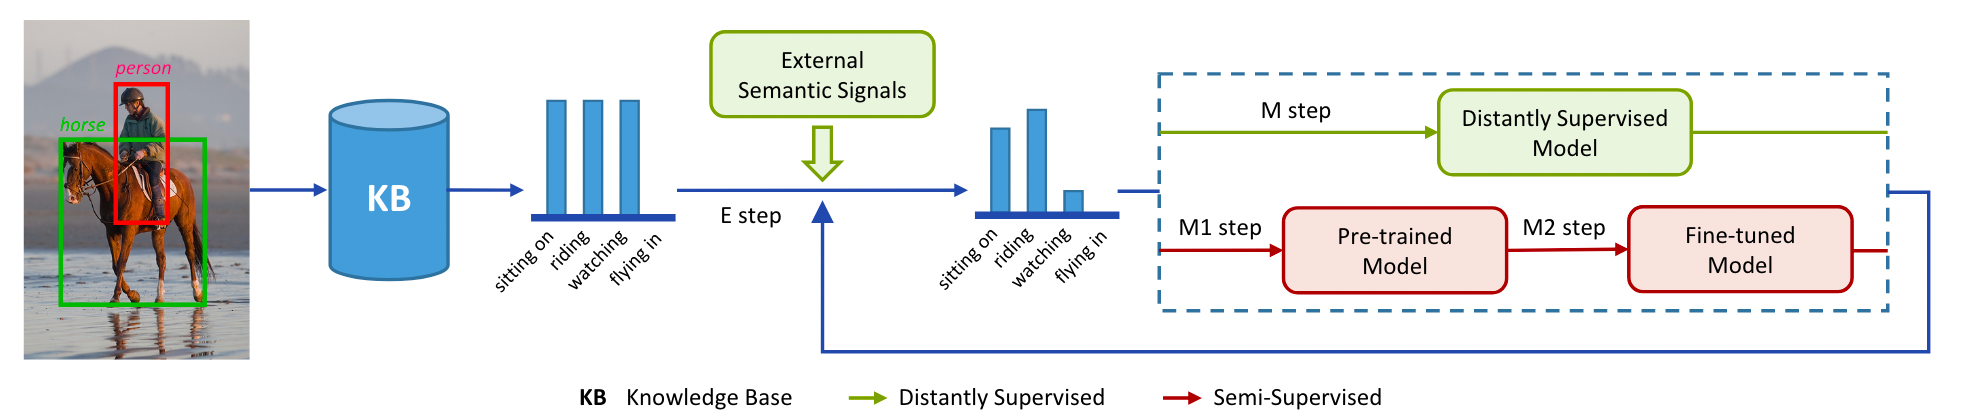 person
horse
KB
sitting on
riding
watching
flying in
External
Semantic Signals
E step
sitting on
riding
watching
flying in
M step
Distantly Supervised
Model
M1 step
Pre-trained
Model
M2 step
Fine-tuned
Model
KB Knowledge Base
Distantly Supervised
Semi-Supervised